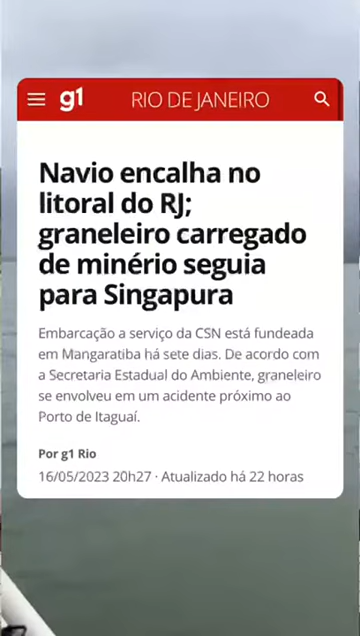 g1 RIO DE JANEIRO
Navio encalha no
litoral do RJ;
graneleiro carregado
de minério seguia
para Singapura
Embarcação a serviço da CSN está fundeada
em Mangaratiba há sete dias. De acordo com
a Secretaria Estadual do Ambiente, graneleiro
se envolveu em um acidente próximo ao
Porto de Itaguaí.
Por g1 Rio
16/05/2023 20h27 · Atualizado há 22 horas